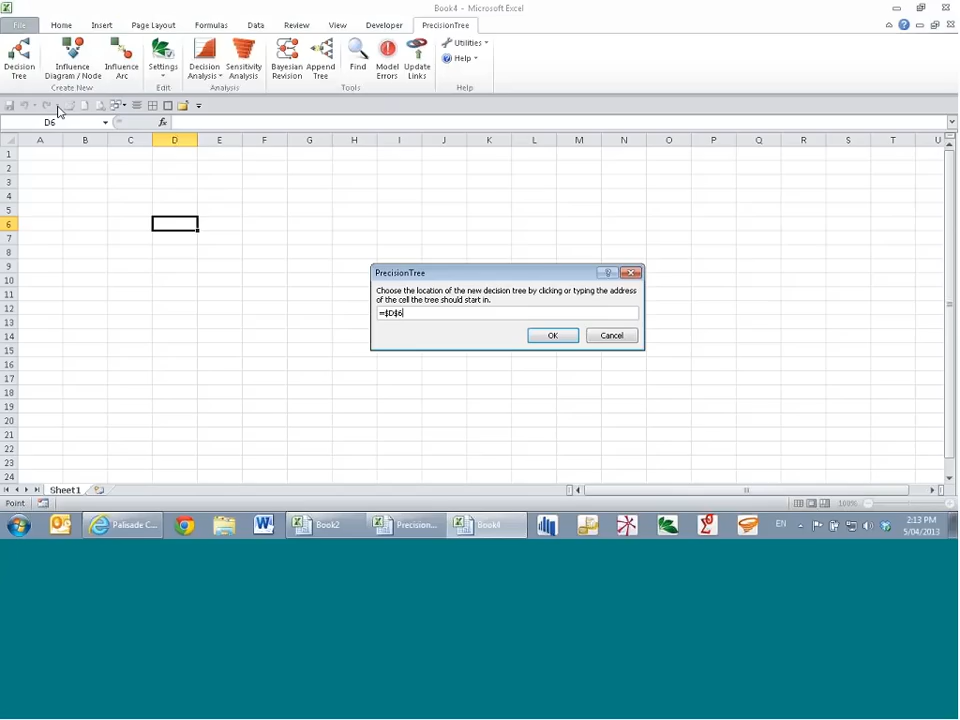 Book4 - Microsoft Excel
File Home Insert Page Layout Formulas Data Review View Developer PrecisionTree
Decision Tree
Influence Diagram / Node
Influence Arc
Create New
Settings
Edit
Decision Analysis
Sensitivity Analysis
Analysis
Bayesian Revision
Append Tree
Find
Model Errors
Update Links
Tools
Utilities
Help
Help
D6
fx
A B C D E F G H I J K L M N O P Q R S T U
1
2
3
4
5
6
7
8
9
10
11
12
13
14
15
16
17
18
19
20
21
22
23
24
PrecisionTree
Choose the location of the new decision tree by clicking or typing the address
of the cell the tree should start in.
=$D$6
OK Cancel
Sheet1
Point
100%
Palisade C... Book2 Precision... Book4
EN
2:13 PM
5/04/2013